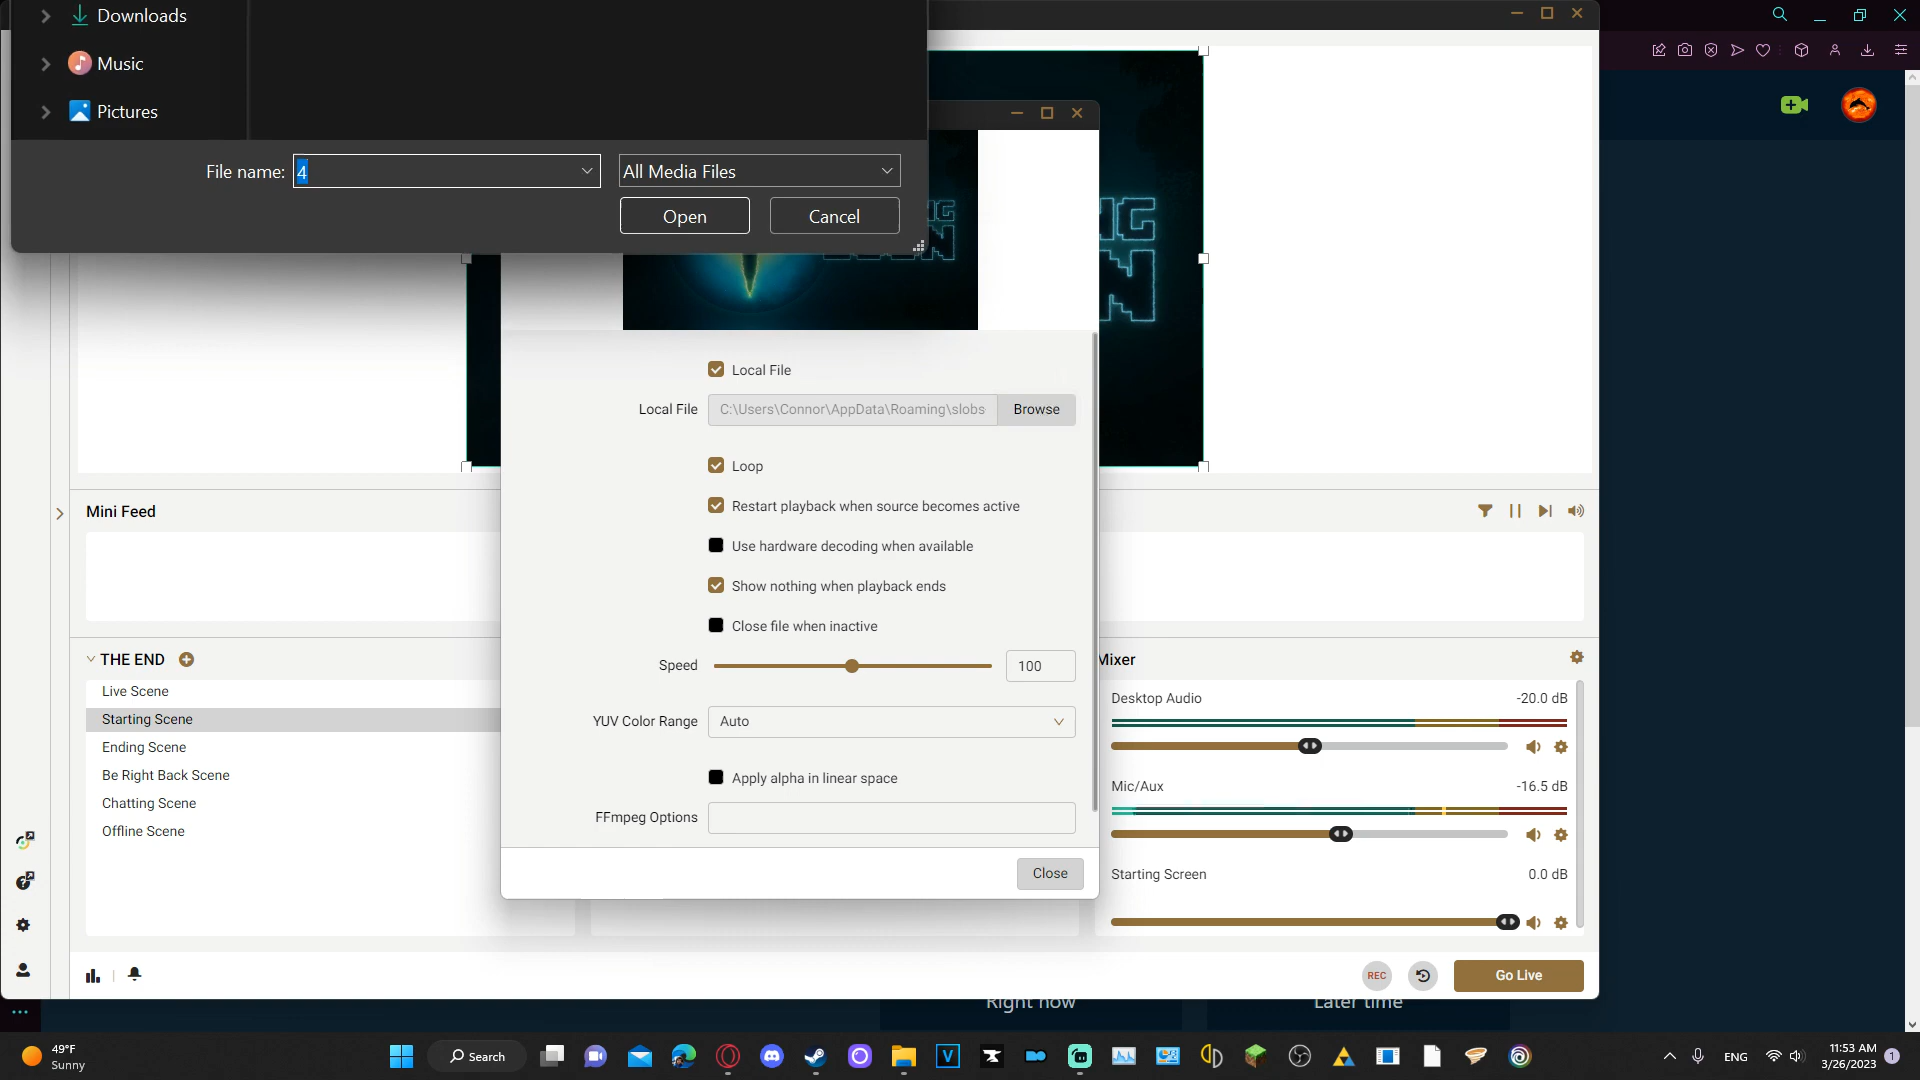 Downloads
Music
Pictures
File name:
4
All Media Files
Open
Cancel
Local File
Local File
C:\Users\Connor\AppData\Roaming\slobs
Browse
Loop
Restart playback when source becomes active
Use hardware decoding when available
Show nothing when playback ends
Close file when inactive
Speed
100
YUV Color Range
Auto
Apply alpha in linear space
FFmpeg Options
Close
Mini Feed
THE END
Live Scene
Starting Scene
Ending Scene
Be Right Back Scene
Chatting Scene
Offline Scene
Mixer
Desktop Audio
-20.0 dB
Mic/Aux
-16.5 dB
Starting Screen
0.0 dB
REC
Go Live
Right now
Later time
49°F
Sunny
Search
V
ENG
11:53 AM
3/26/2023
1